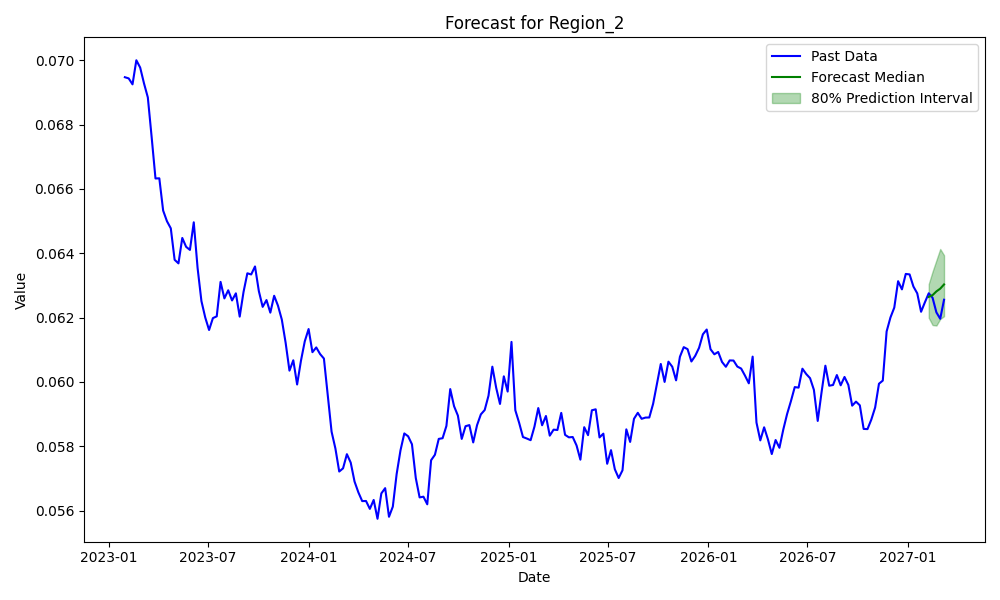 Forecast for Region_2
Past Data
Forecast Median
80% Prediction Interval
0.070
0.068
0.066
0.064
0.062
0.060
0.058
0.056
Value
2023-01
2023-07
2024-01
2024-07
2025-01
2025-07
2026-01
2026-07
2027-01
Date